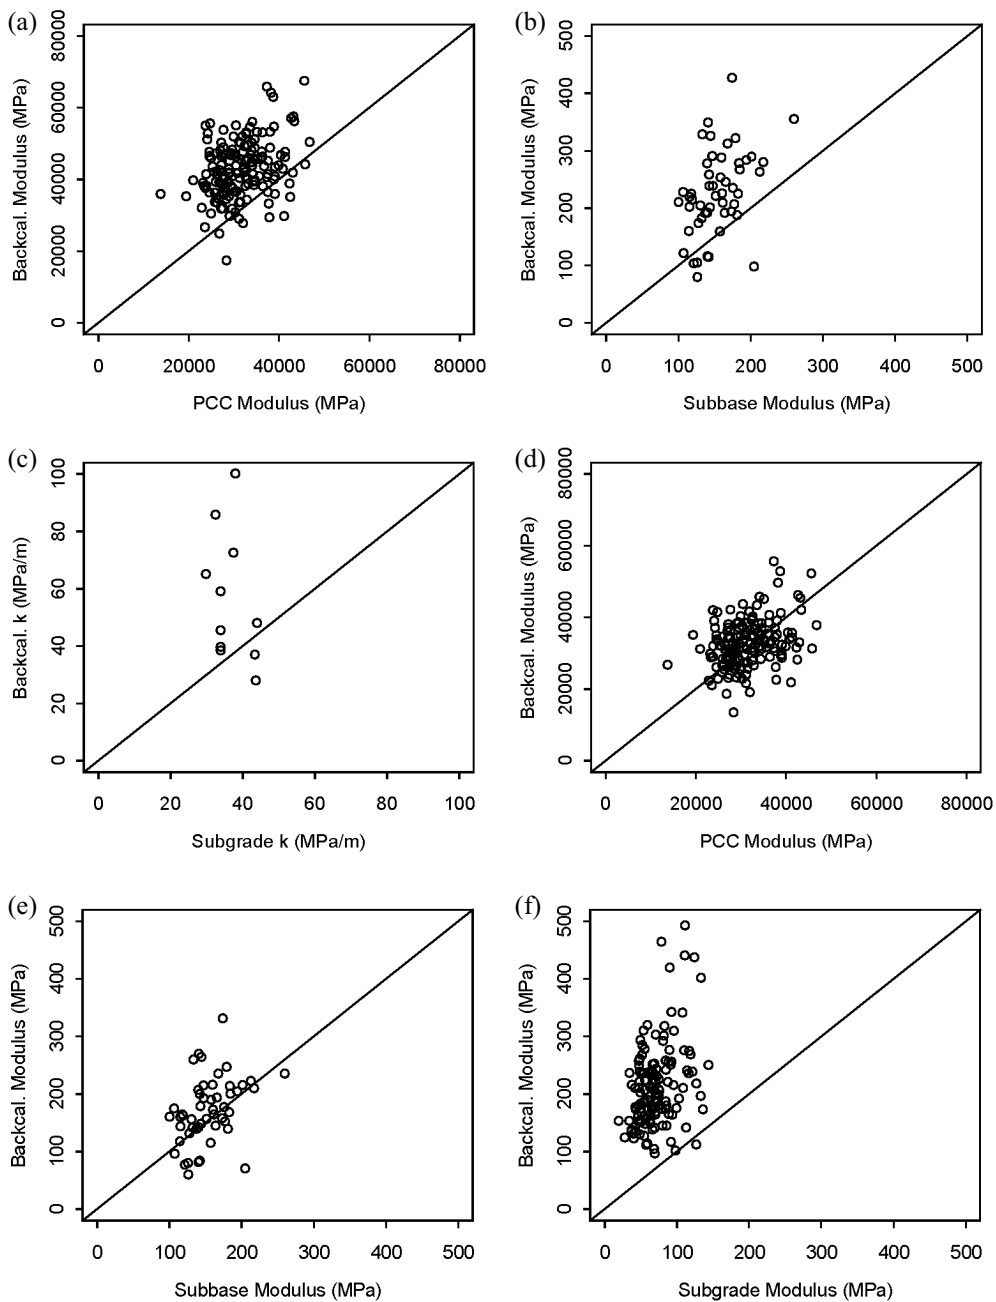 (a)
Backcal. Modulus (MPa)
80000
60000
40000
20000
0
0 20000 40000 60000 80000
PCC Modulus (MPa)
(b)
Backcal. Modulus (MPa)
500
400
300
200
100
0
0 100 200 300 400 500
Subbase Modulus (MPa)
(c)
Backcal. k (MPa/m)
100
80
60
40
20
0
0 20 40 60 80 100
Subgrade k (MPa/m)
(d)
Backcal. Modulus (MPa)
80000
60000
40000
20000
0
0 20000 40000 60000 80000
PCC Modulus (MPa)
(e)
Backcal. Modulus (MPa)
500
400
300
200
100
0
0 100 200 300 400 500
Subbase Modulus (MPa)
(f)
Backcal. Modulus (MPa)
500
400
300
200
100
0
0 100 200 300 400 500
Subgrade Modulus (MPa)